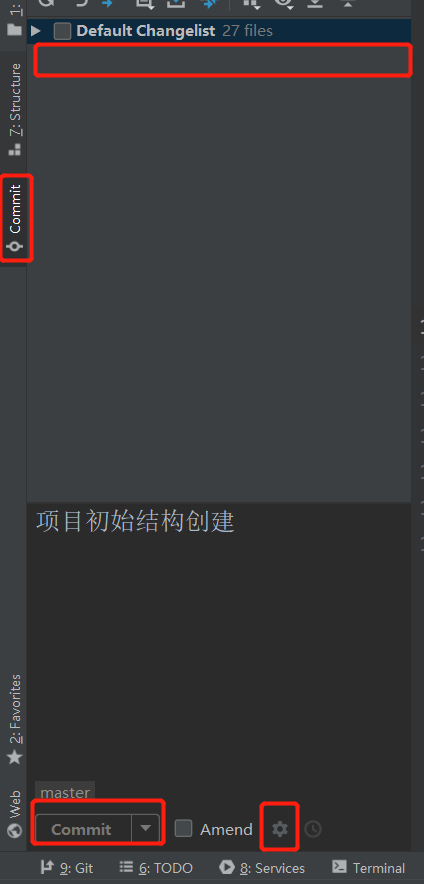 1:
Default Changelist 27 files
7: Structure
Commit
项目初始结构创建
2: Favorites
Web
master
Commit
Amend
9: Git
6: TODO
8: Services
Terminal